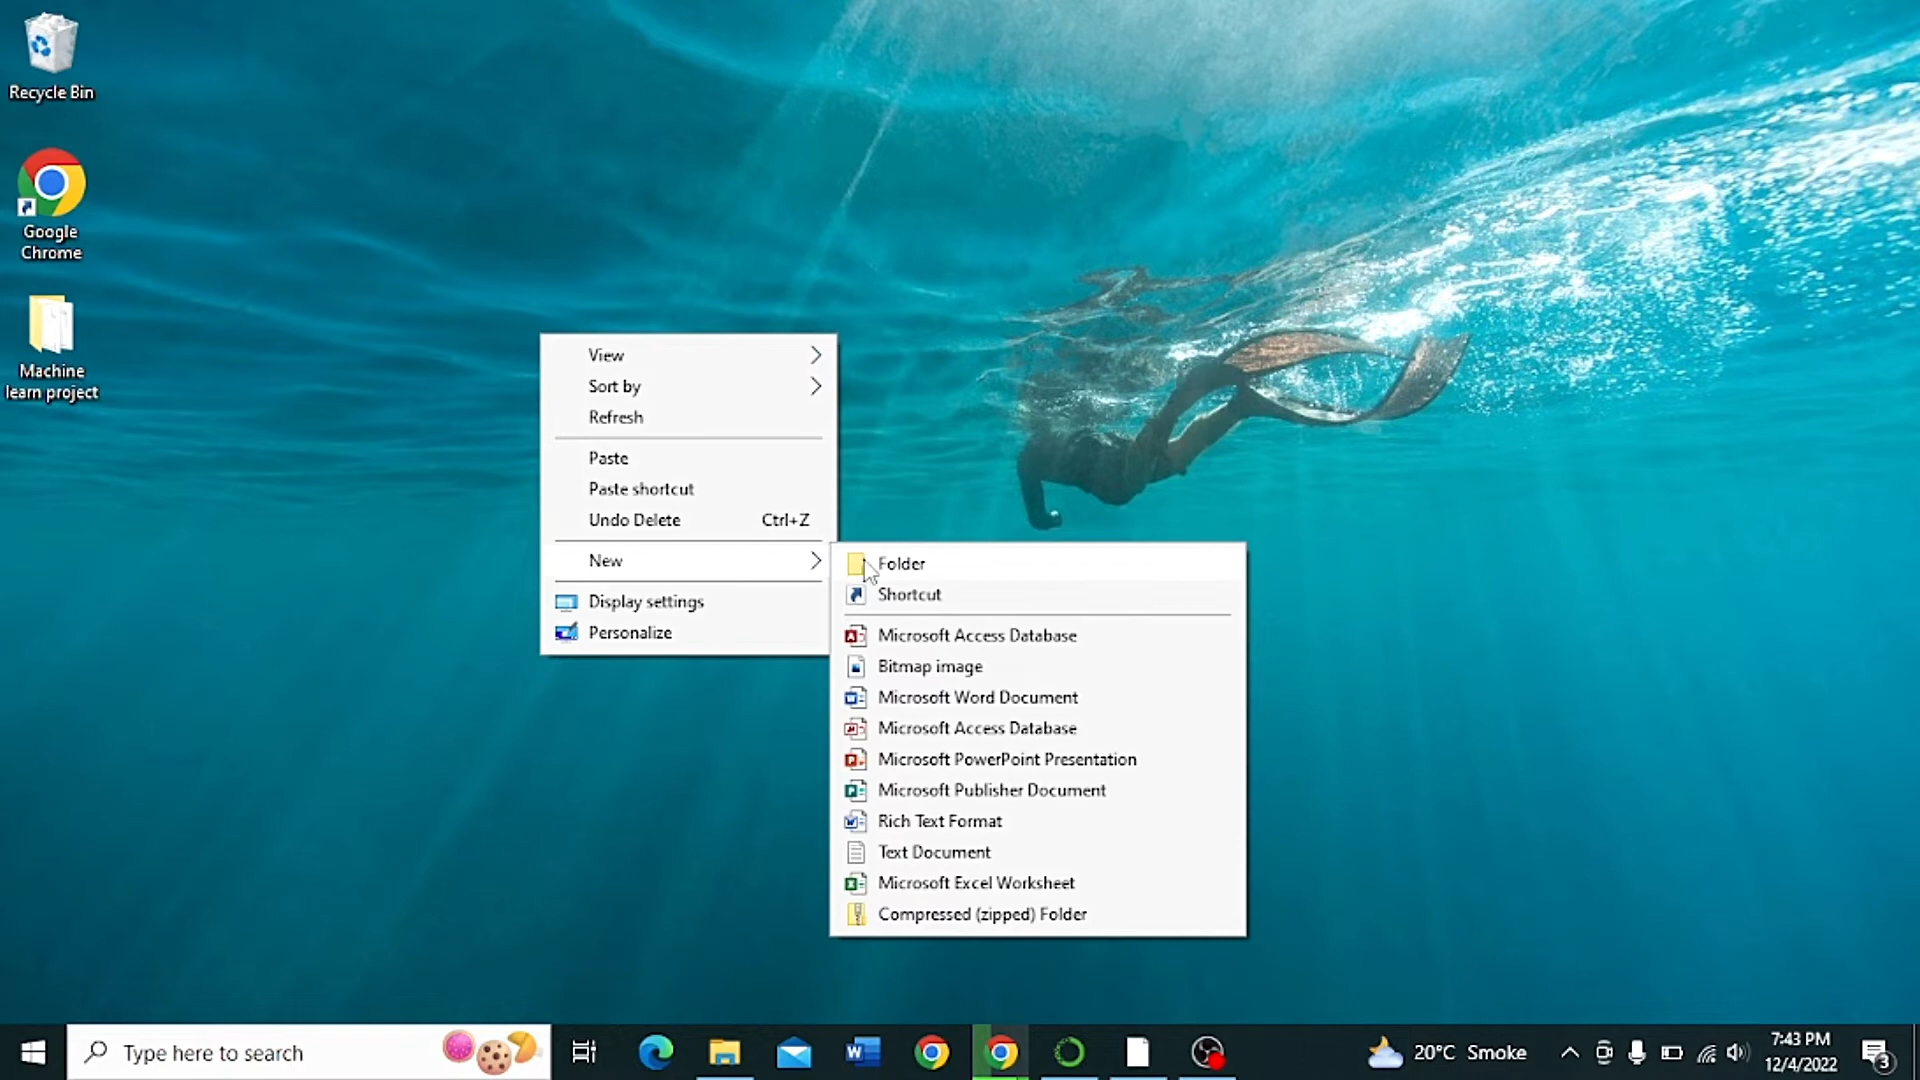 Recycle Bin
Google
Chrome
Machine
learn project
View
Sort by
Refresh
Paste
Paste shortcut
Undo Delete Ctrl+Z
New
Display settings
Personalize
Folder
Shortcut
Microsoft Access Database
Bitmap image
Microsoft Word Document
Microsoft Access Database
Microsoft PowerPoint Presentation
Microsoft Publisher Document
Rich Text Format
Text Document
Microsoft Excel Worksheet
Compressed (zipped) Folder
Type here to search
20°C Smoke
7:43 PM
12/4/2022
3